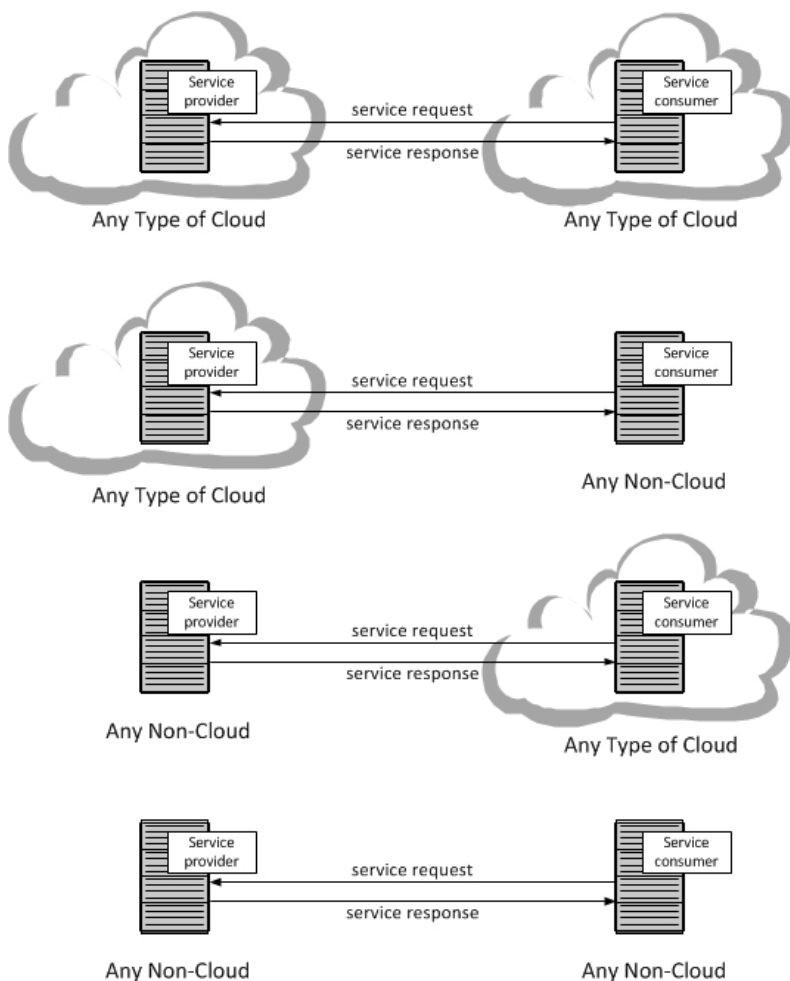 Service
provider
Service
consumer
service request
service response
Any Type of Cloud
Any Type of Cloud
Service
provider
Service
consumer
service request
service response
Any Type of Cloud
Any Non-Cloud
Service
provider
Service
consumer
service request
service response
Any Non-Cloud
Any Type of Cloud
Service
provider
Service
consumer
service request
service response
Any Non-Cloud
Any Non-Cloud